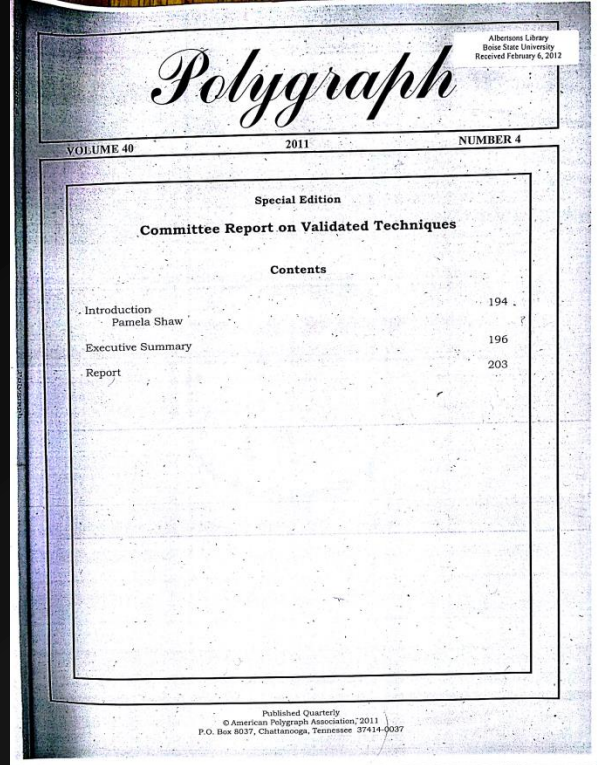 Albertsons Library
Boise State University
Received February 6, 2012
Polygraph
VOLUME 40 2011 NUMBER 4
Special Edition
Committee Report on Validated Techniques
Contents
Introduction 194
Pamela Shaw
Executive Summary 196
Report 203
Published Quarterly
© American Polygraph Association, 2011
P.O. Box 8037, Chattanooga, Tennessee 37414-0037